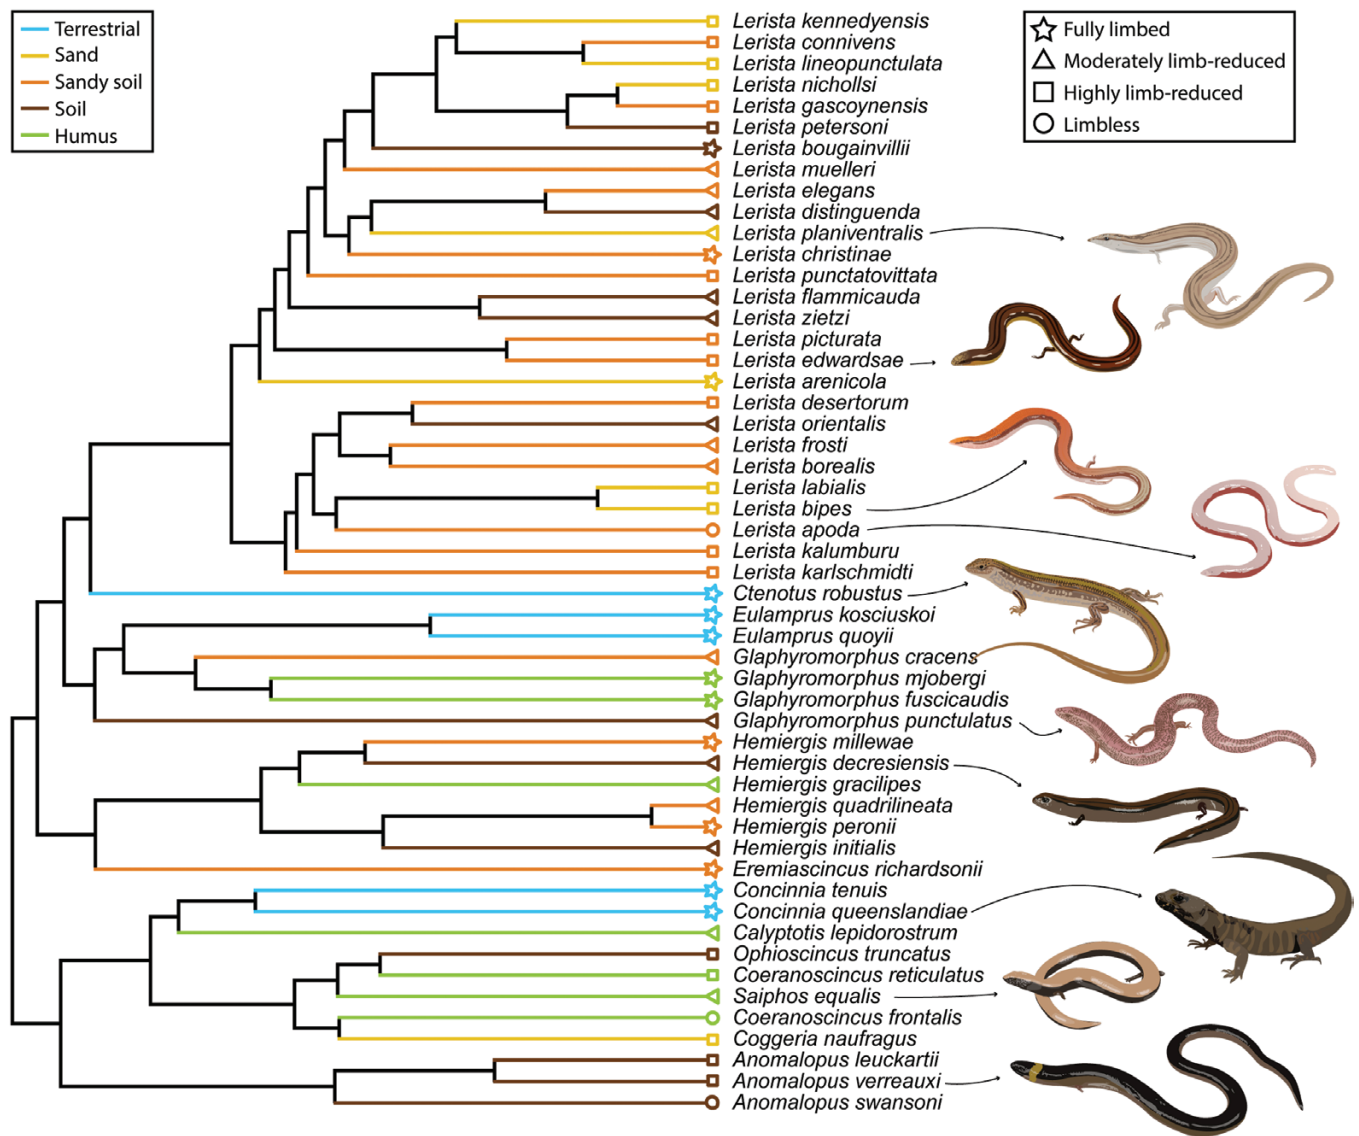 Terrestrial
Sand
Sandy soil
Soil
Humus
Fully limbed
Moderately limb-reduced
Highly limb-reduced
Limbless
Lerista kennedyensis
Lerista connivens
Lerista lineopunctulata
Lerista nichollsi
Lerista gascoynensis
Lerista petersoni
Lerista bougainvillii
Lerista muelleri
Lerista elegans
Lerista distinguenda
Lerista planiventralis
Lerista christinae
Lerista punctatovittata
Lerista flammicauda
Lerista zietzi
Lerista picturata
Lerista edwardsae
Lerista arenicola
Lerista desertorum
Lerista orientalis
Lerista frosti
Lerista borealis
Lerista labialis
Lerista bipes
Lerista apoda
Lerista kalumburu
Lerista karlschmidti
Ctenotus robustus
Eulamprus kosciuskoi
Eulamprus quoyii
Glaphyromorphus cracens
Glaphyromorphus mjobergi
Glaphyromorphus fuscicaudis
Glaphyromorphus punctulatus
Hemiergis millewae
Hemiergis decresiensis
Hemiergis gracilipes
Hemiergis quadrilineata
Hemiergis peronii
Hemiergis initialis
Eremiascincus richardsonii
Concinnia tenuis
Concinnia queenslandiae
Calyptotis lepidorostrum
Ophioscincus truncatus
Coeranoscincus reticulatus
Saiphos equalis
Coeranoscincus frontalis
Coggeria naufragus
Anomalopus leuckartii
Anomalopus verreauxi
Anomalopus swansoni